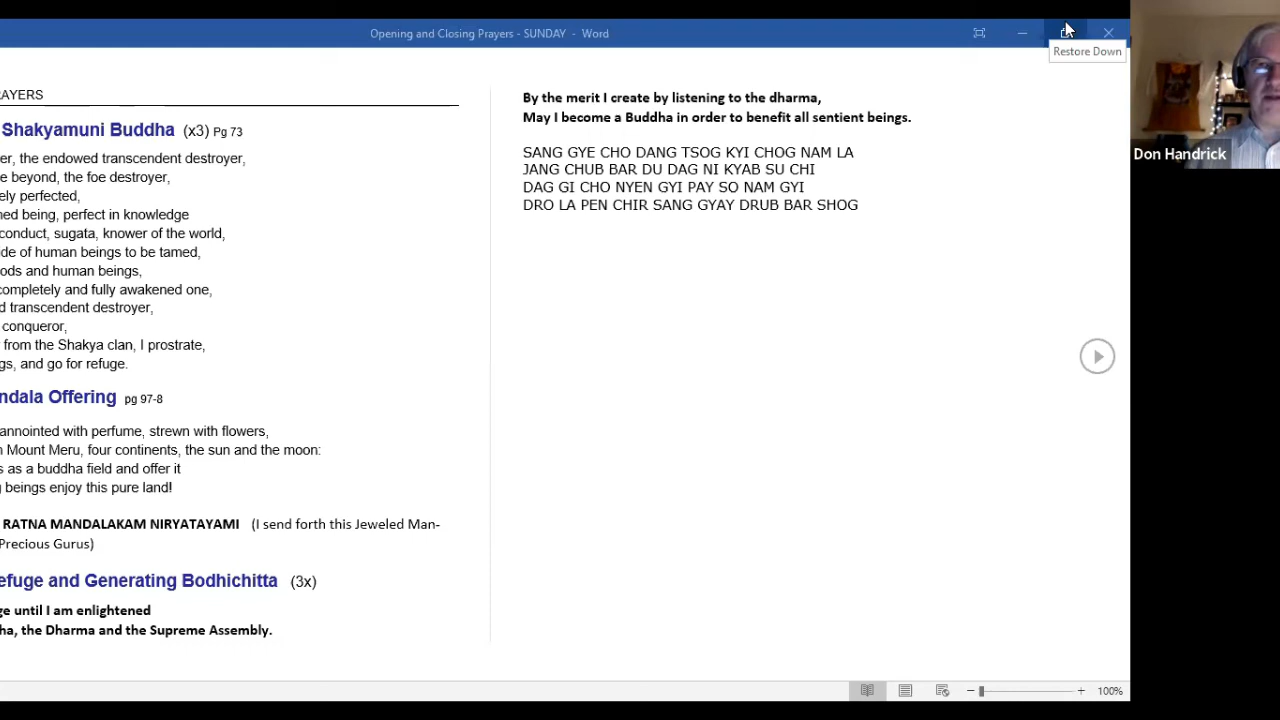 Opening and Closing Prayers - SUNDAY - Word
Restore Down
RAYERS
Shakyamuni Buddha (x3) Pg 73
er, the endowed transcendent destroyer,
e beyond, the foe destroyer,
ely perfected,
ned being, perfect in knowledge
conduct, sugata, knower of the world,
ide of human beings to be tamed,
ods and human beings,
completely and fully awakened one,
d transcendent destroyer,
conqueror,
from the Shakya clan, I prostrate,
gs, and go for refuge.
ndala Offering pg 97-8
annointed with perfume, strewn with flowers,
n Mount Meru, four continents, the sun and the moon:
s as a buddha field and offer it
g beings enjoy this pure land!
RATNA MANDALAKAM NIRYATAYAMI (I send forth this Jeweled Man-
Precious Gurus)
efuge and Generating Bodhichitta (3x)
ge until I am enlightened
ha, the Dharma and the Supreme Assembly.
By the merit I create by listening to the dharma,
May I become a Buddha in order to benefit all sentient beings.
SANG GYE CHO DANG TSOG KYI CHOG NAM LA
JANG CHUB BAR DU DAG NI KYAB SU CHI
DAG GI CHO NYEN GYI PAY SO NAM GYI
DRO LA PEN CHIR SANG GYAY DRUB BAR SHOG
Don Handrick
100%